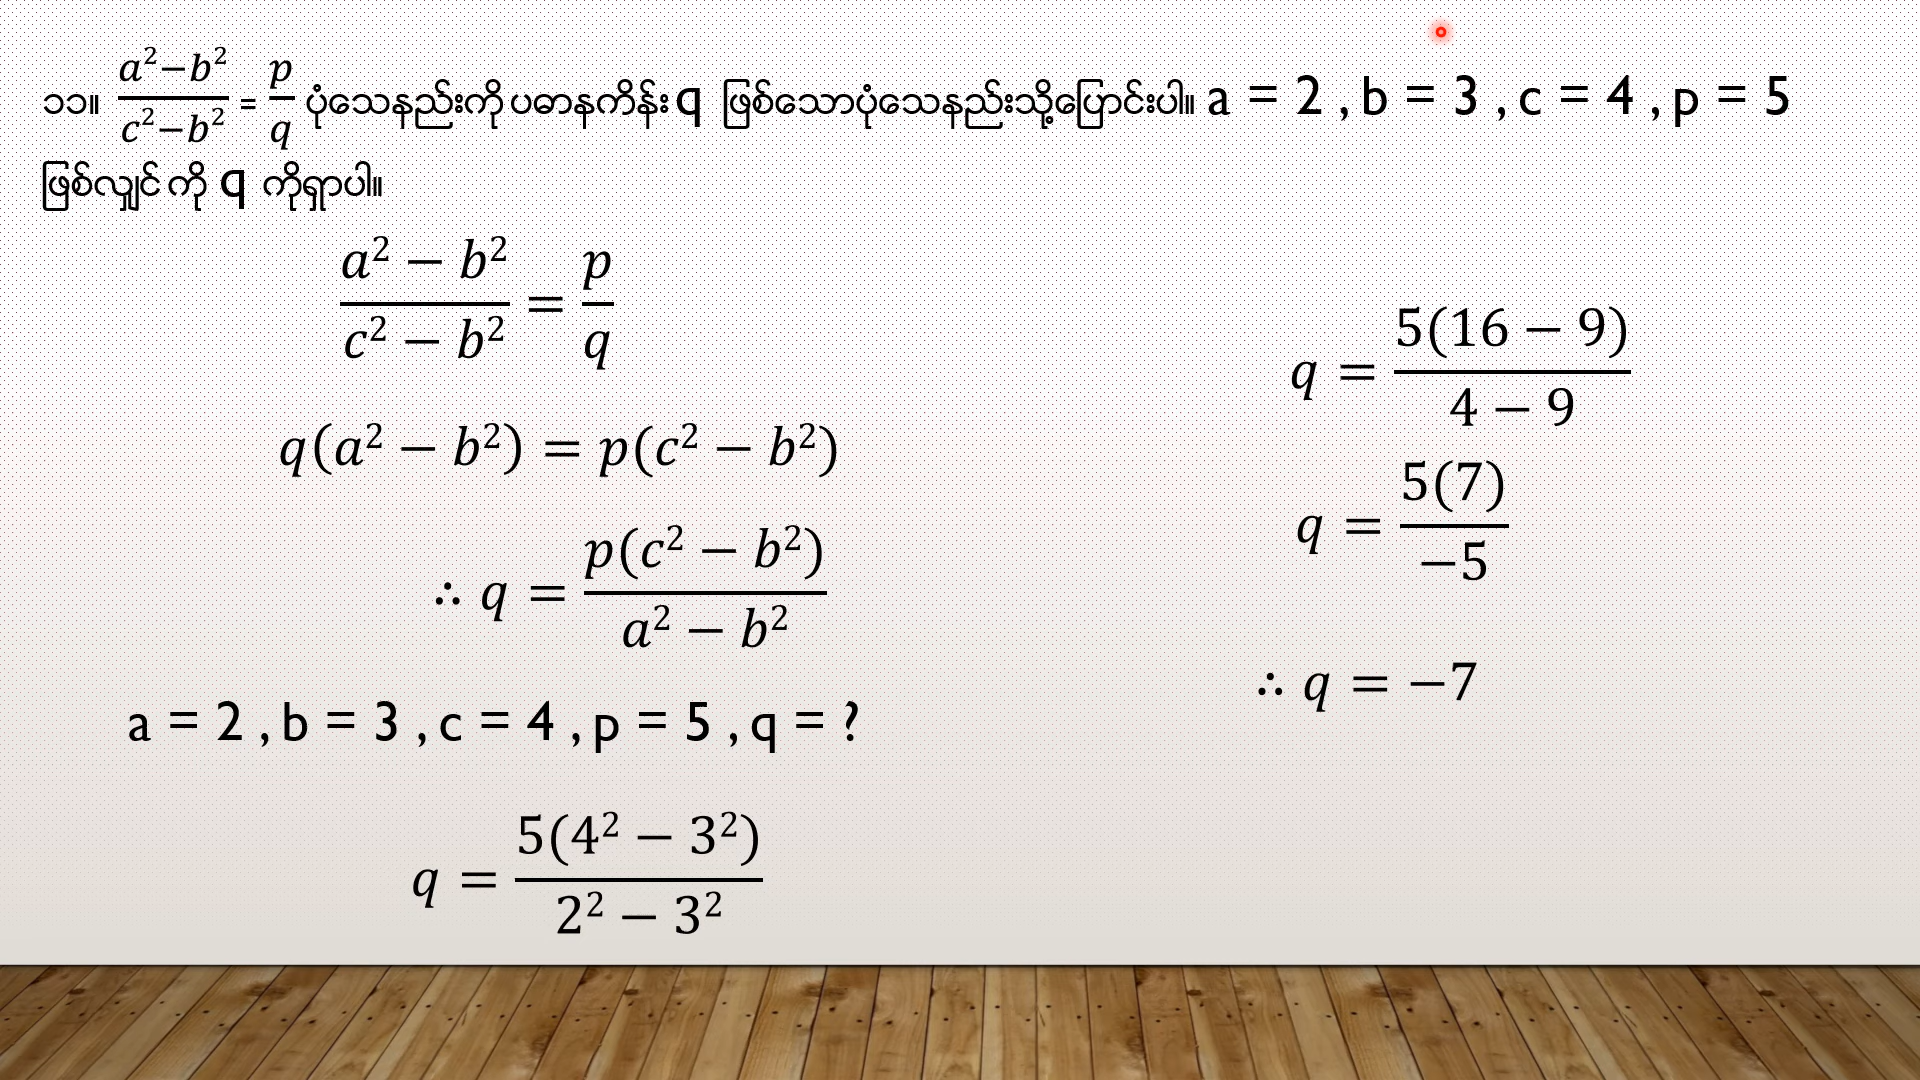 ၁၁။ (a²−b²)/(c²−b²) = p/q ပုံသေနည်းကို ပဓာနကိန်း q ဖြစ်သောပုံသေနည်းသို့ပြောင်းပါ။ a = 2 , b = 3 , c = 4 , p = 5
ဖြစ်လျှင် ကို q ကိုရှာပါ။
(a² − b²)/(c² − b²) = p/q
q(a² − b²) = p(c² − b²)
∴ q = p(c² − b²)/(a² − b²)
a = 2 , b = 3 , c = 4 , p = 5 , q = ?
q = 5(4² − 3²)/(2² − 3²)
q = 5(16 − 9)/(4 − 9)
q = 5(7)/(−5)
∴ q = −7